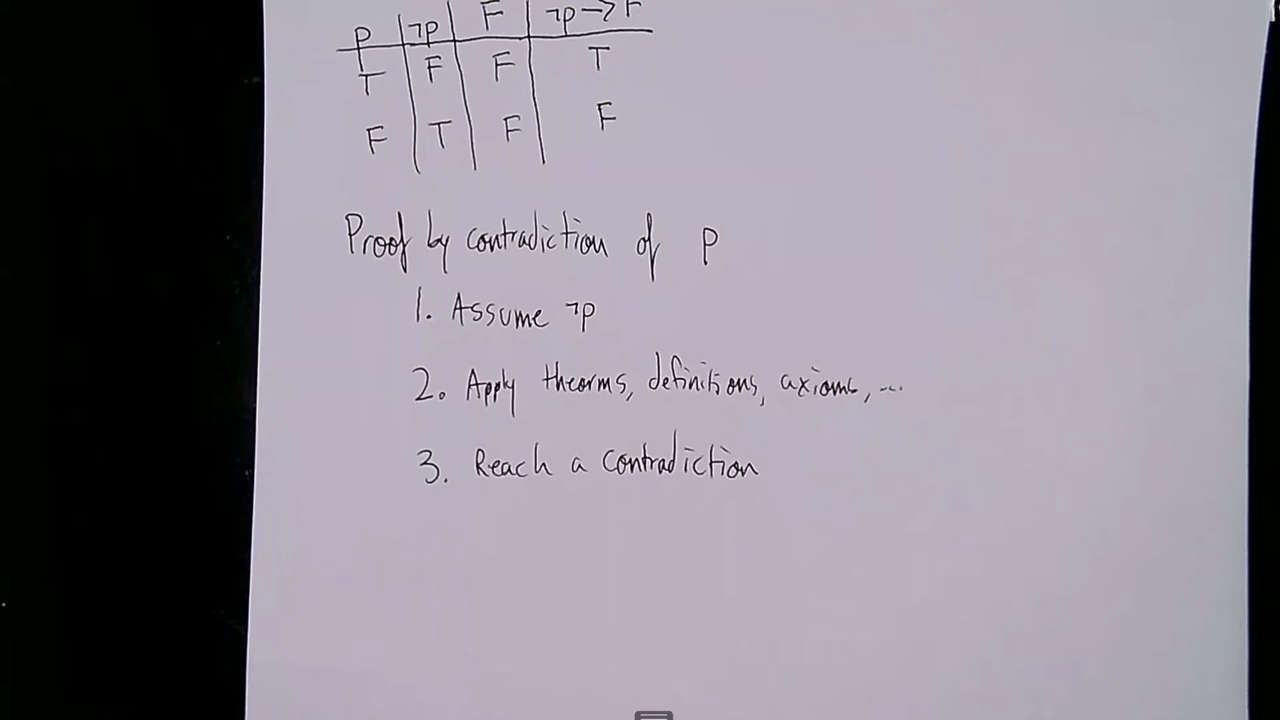 p ¬p F ¬p → F
T F F T
F T F F
Proof by contradiction of p
1. Assume ¬p
2. Apply theorms, definitions, axioms, ...
3. Reach a contradiction